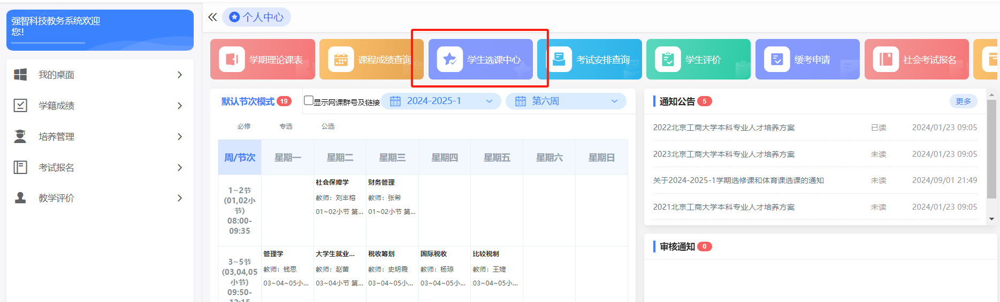 强智科技教务系统欢迎
您!
我的桌面
学籍成绩
培养管理
考试报名
教学评价
个人中心
学期理论课表
课程成绩查询
学生选课中心
考试安排查询
学生评价
缓考申请
社会考试报名
默认节次模式 19
显示网课群号及链接
2024-2025-1
第六周
必修 专选 公选
周/节次 星期一 星期二 星期三 星期四 星期五 星期六 星期日
1~2节
(01,02小
节)
08:00-
09:35
社会保障学
教师：刘丰榕
01~02小节 第...
财务管理
教师：张希
01~02小节 第...
3~5节
(03,04,05
小节)
09:50-
管理学
教师：钱思
03~04~05小...
大学生就业...
教师：赵蕾
03~04小节 第...
税收筹划
教师：史明霞
03~04~05小...
国际税收
教师：杨琼
03~04~05小...
比较税制
教师：王婕
03~04~05小...
通知公告 5
更多
2022北京工商大学本科专业人才培养方案 已读 2024/01/23 09:05
2023北京工商大学本科专业人才培养方案 未读 2024/01/23 09:05
关于2024-2025-1学期选修课和体育课选课的通知 未读 2024/09/01 21:49
2021北京工商大学本科专业人才培养方案 未读 2024/01/23 09:05
审核通知 0